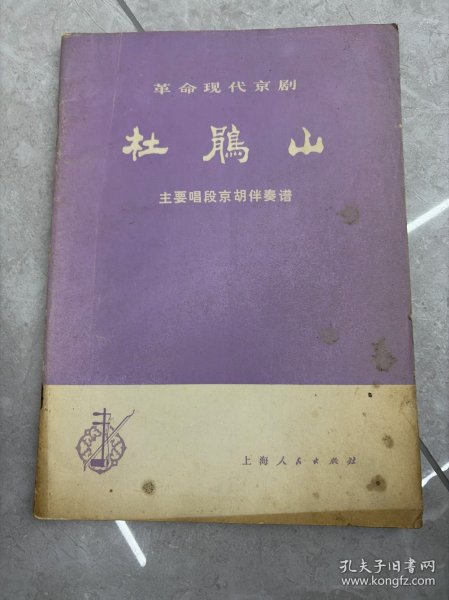 革命现代京剧
杜鹃山
主要唱段京胡伴奏谱
上海人民出版社
孔夫子旧书网
www.kongfz.com